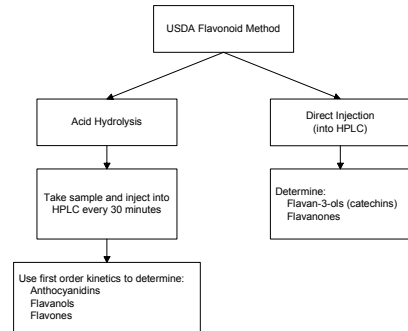 USDA Flavonoid Method
Acid Hydrolysis
Direct Injection
(into HPLC)
Take sample and inject into
HPLC every 30 minutes
Determine:
Flavan-3-ols (catechins)
Flavanones
Use first order kinetics to determine:
Anthocyanidins
Flavanols
Flavones